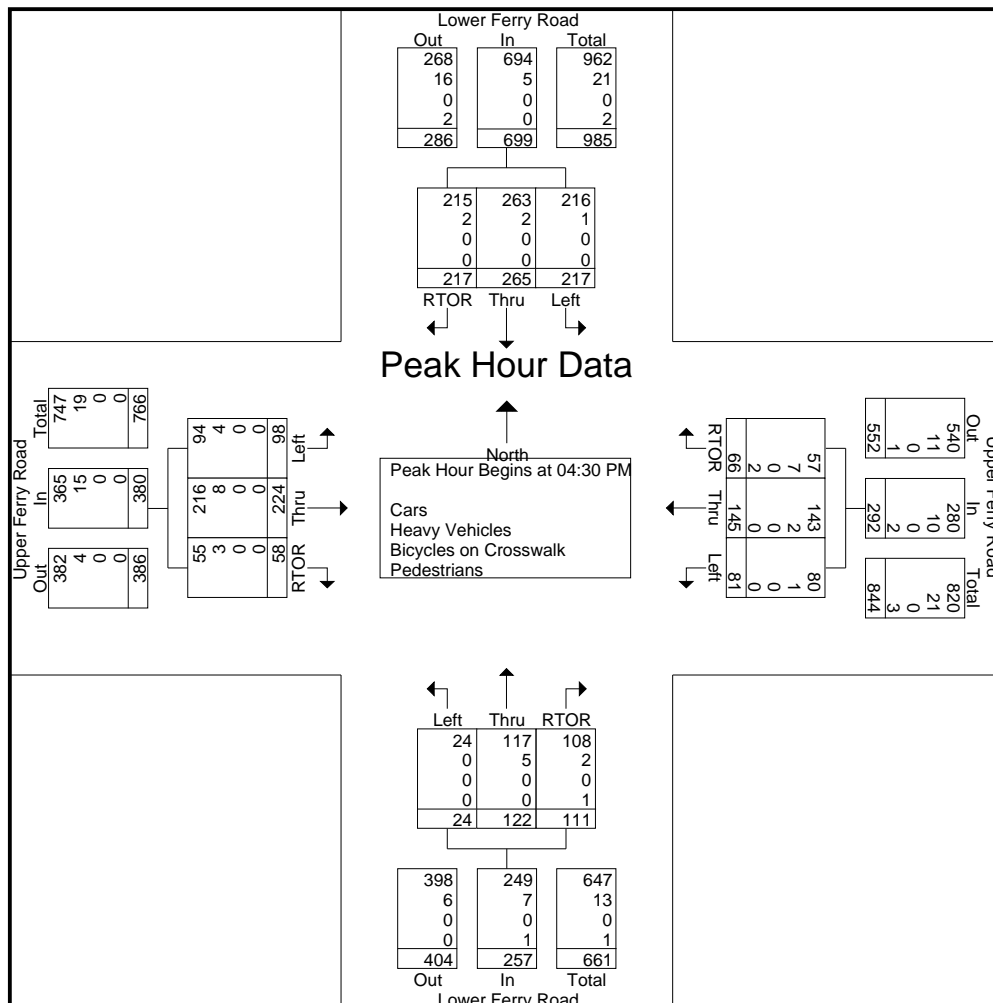 Lower Ferry Road
Out In Total
268 694 962
16 5 21
0 0 0
2 0 2
286 699 985
215 263 216
2 2 1
0 0 0
0 0 0
217 265 217
RTOR Thru Left
Peak Hour Data
North
Peak Hour Begins at 04:30 PM
Cars
Heavy Vehicles
Bicycles on Crosswalk
Pedestrians
Upper Ferry Road
Out In Total
382 365 747
4 15 19
0 0 0
0 0 0
386 380 766
55 216 94
3 8 4
0 0 0
0 0 0
58 224 98
RTOR Thru Left
Upper Ferry Road
Out In Total
540 280 820
11 10 21
0 0 0
1 2 3
552 292 844
57 143 80
7 2 1
0 0 0
2 0 0
66 145 81
RTOR Thru Left
Left Thru RTOR
24 117 108
0 5 2
0 0 0
0 0 1
24 122 111
398 249 647
6 7 13
0 0 0
0 1 1
404 257 661
Out In Total
Lower Ferry Road